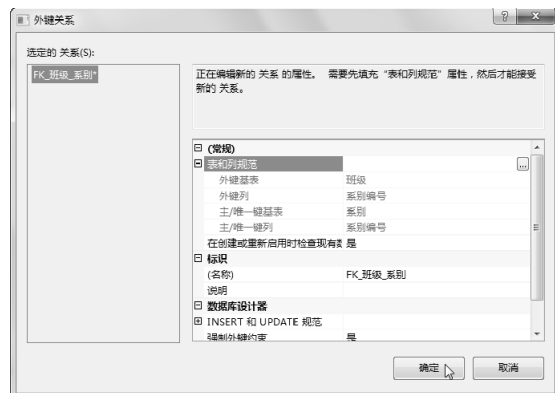 外键关系
选定的 关系(S):
FK_班级_系别*
正在编辑新的 关系 的属性。 需要先填充“表和列规范”属性，然后才能接受
新的 关系。
(常规)
表和列规范
外键基表 班级
外键列 系别编号
主/唯一键基表 系别
主/唯一键列 系别编号
在创建或重新启用时检查现有数 是
标识
(名称) FK_班级_系别
说明
数据库设计器
INSERT 和 UPDATE 规范
强制外键约束 是
确定 取消